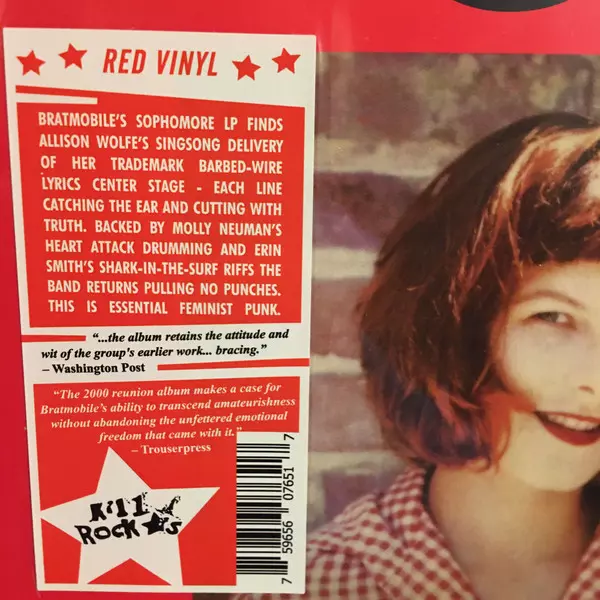 RED VINYL
BRATMOBILE'S SOPHOMORE LP FINDS
ALLISON WOLFE'S SINGSONG DELIVERY
OF HER TRADEMARK BARBED-WIRE
LYRICS CENTER STAGE - EACH LINE
CATCHING THE EAR AND CUTTING WITH
TRUTH. BACKED BY MOLLY NEUMAN'S
HEART ATTACK DRUMMING AND ERIN
SMITH'S SHARK-IN-THE-SURF RIFFS THE
BAND RETURNS PULLING NO PUNCHES.
THIS IS ESSENTIAL FEMINIST PUNK.
"...the album retains the attitude and
wit of the group's earlier work... bracing."
– Washington Post
"The 2000 reunion album makes a case for
Bratmobile's ability to transcend amateurishness
without abandoning the unfettered emotional
freedom that came with it."
– Trouserpress
KiLL
ROCK ★s
7 59656 07651 7